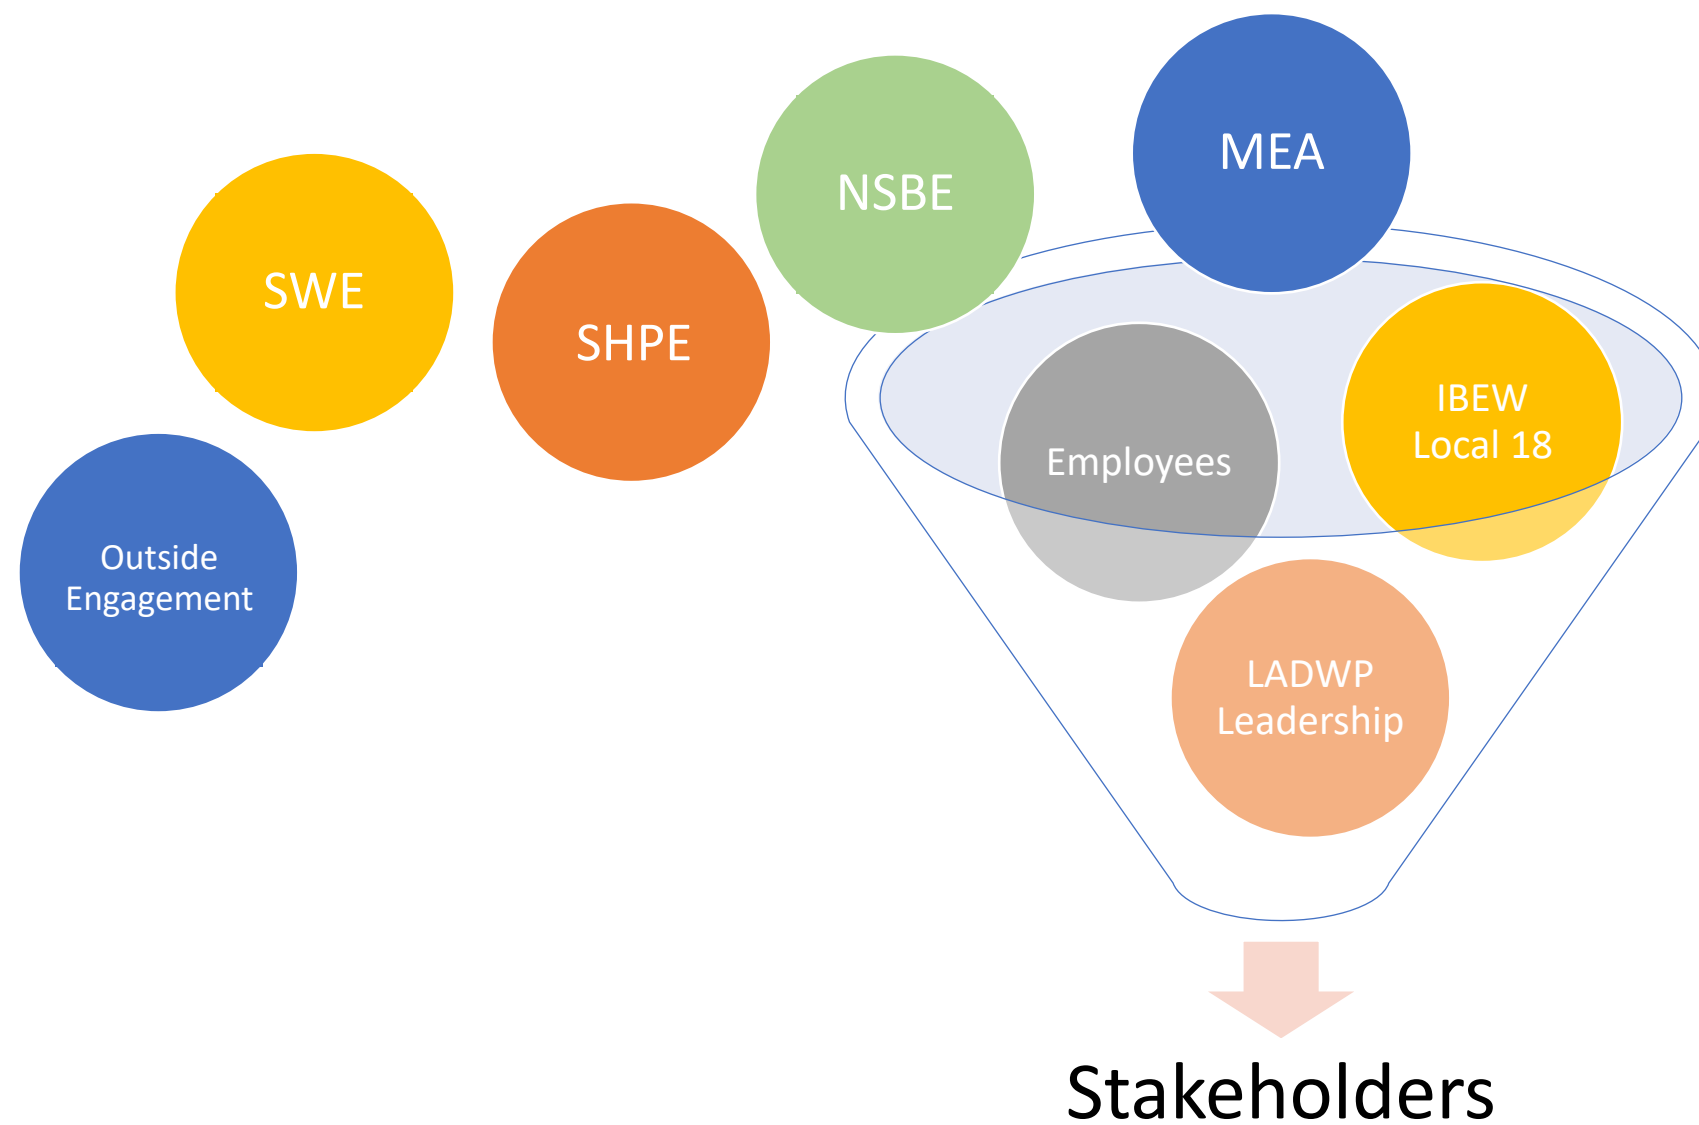 MEA
NSBE
SWE
SHPE
IBEW
Local 18
Employees
Outside
Engagement
LADWP
Leadership
Stakeholders